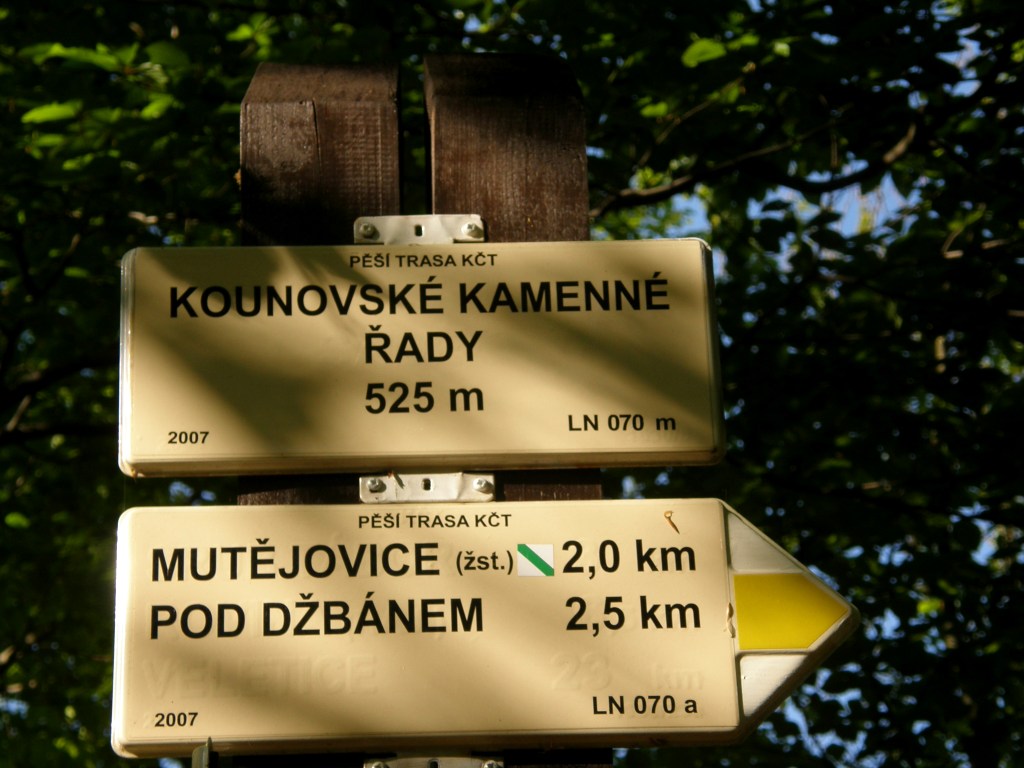 PĚŠÍ TRASA KČT
KOUNOVSKÉ KAMENNÉ
ŘADY
525 m
2007 LN 070 m
PĚŠÍ TRASA KČT
MUTĚJOVICE (žst.) 2,0 km
POD DŽBÁNEM 2,5 km
km
2007 LN 070 a